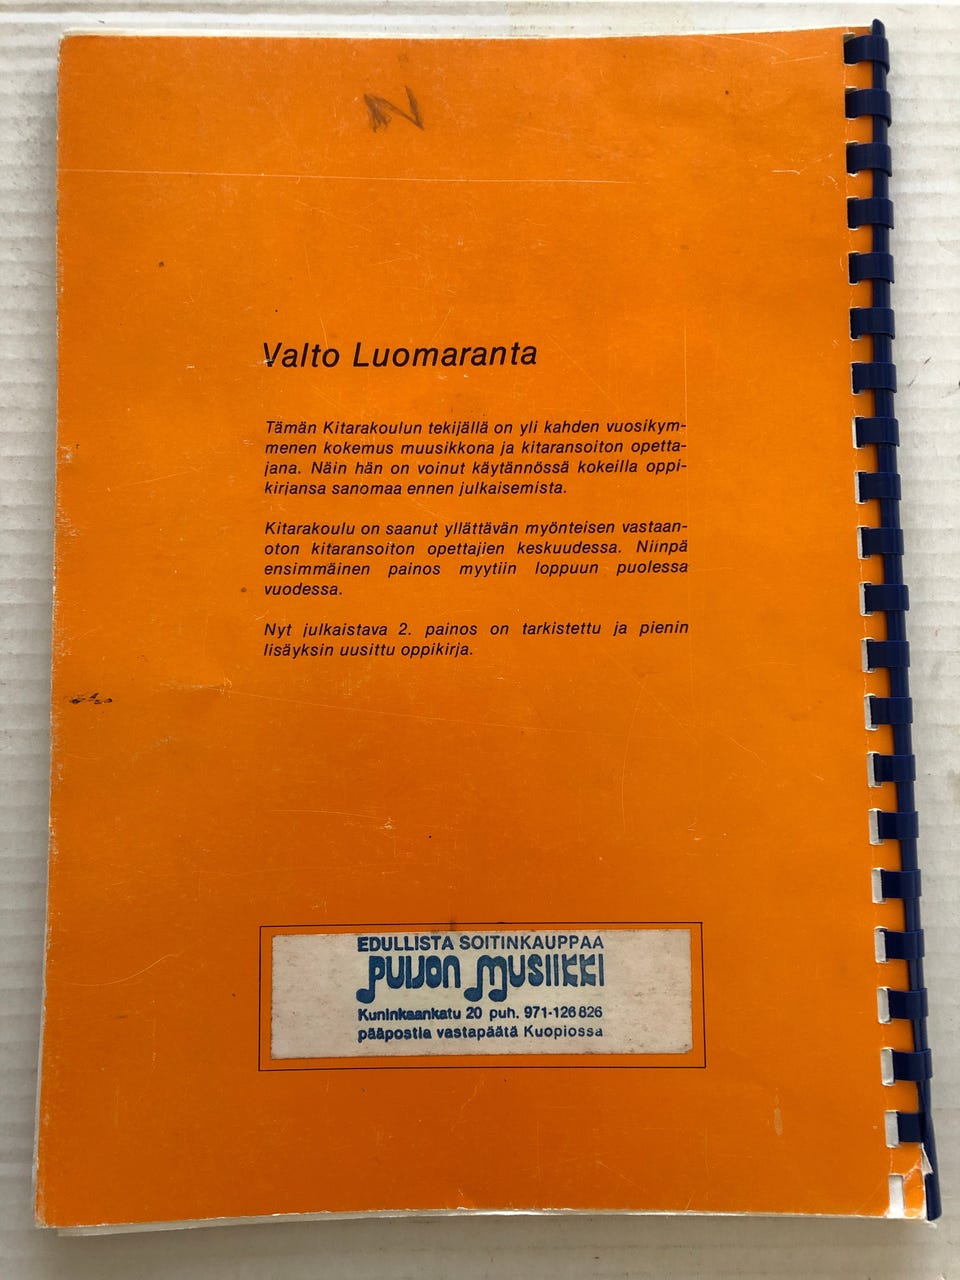 Valto Luomaranta
Tämän Kitarakoulun tekijällä on yli kahden vuosikym-
menen kokemus muusikkona ja kitaransoiton opetta-
jana. Näin hän on voinut käytännössä kokeilla oppi-
kirjansa sanomaa ennen julkaisemista.
Kitarakoulu on saanut yllättävän myönteisen vastaan-
oton kitaransoiton opettajien keskuudessa. Niinpä
ensimmäinen painos myytiin loppuun puolessa
vuodessa.
Nyt julkaistava 2. painos on tarkistettu ja pienin
lisäyksin uusittu oppikirja.
EDULLISTA SOITINKAUPPAA
PUIJON MUSIIKKI
Kuninkaankatu 20 puh. 971-126 826
pääpostia vastapäätä Kuopiossa